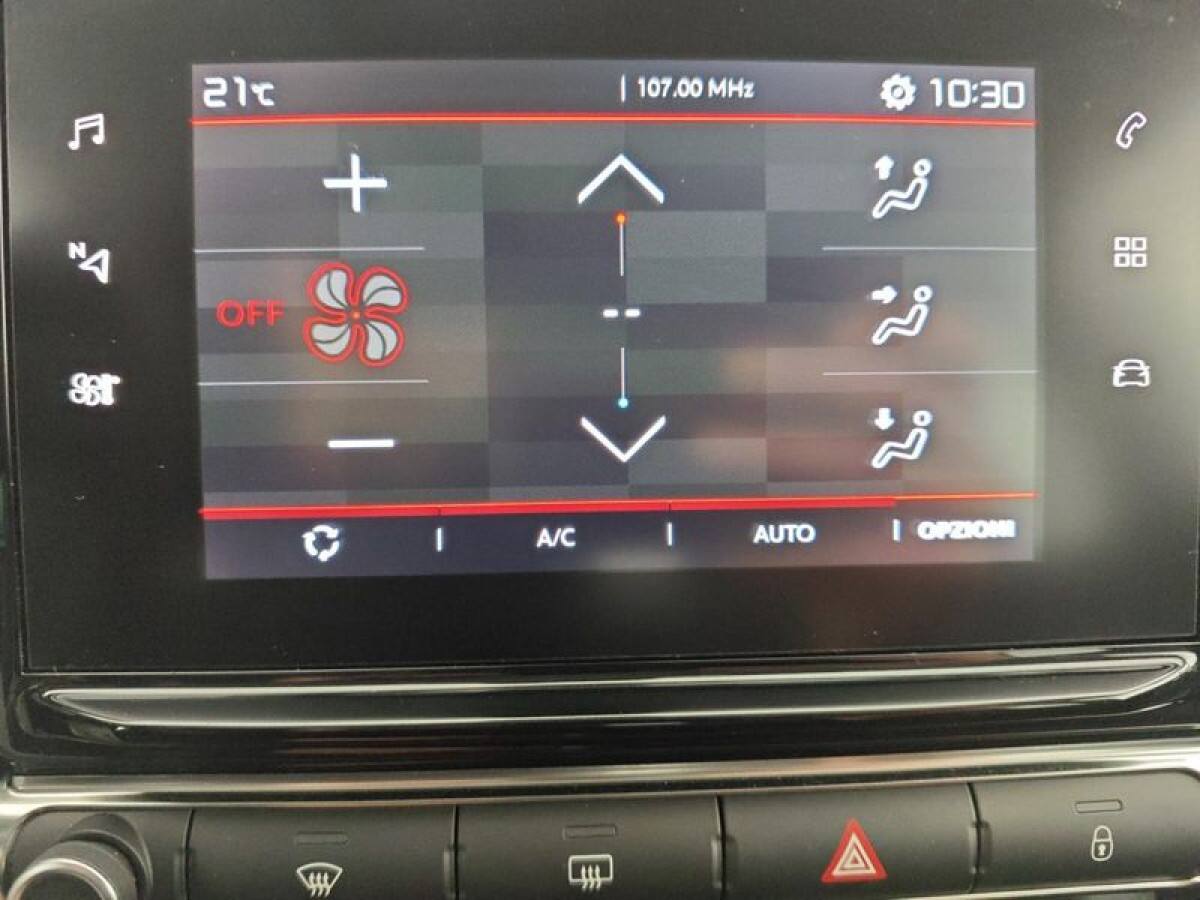 21°C | 107.00 MHz 10:30
N
OFF
--
| A/C | AUTO | OPZIONI